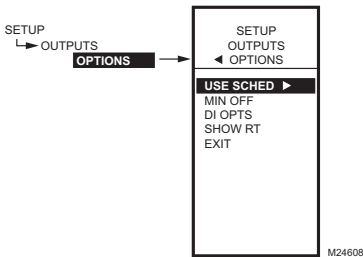 SETUP
OUTPUTS
OPTIONS
SETUP
OUTPUTS
OPTIONS
USE SCHED
MIN OFF
DI OPTS
SHOW RT
EXIT
M24608